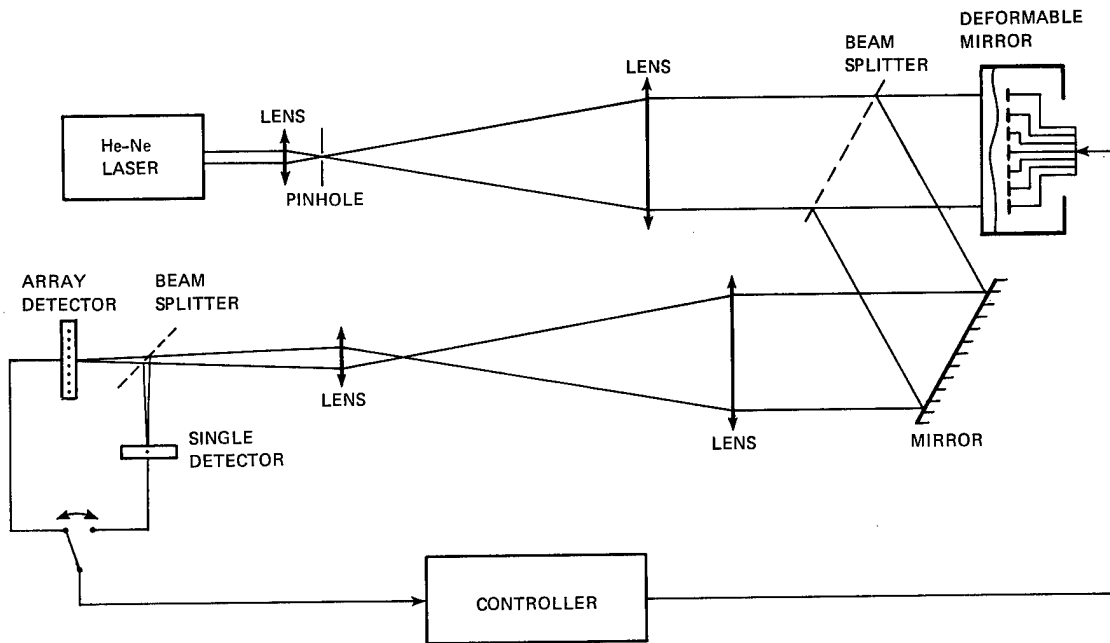 DEFORMABLE
MIRROR
BEAM
SPLITTER
LENS
LENS
He-Ne
LASER
PINHOLE
ARRAY
DETECTOR
BEAM
SPLITTER
LENS
LENS
MIRROR
SINGLE
DETECTOR
CONTROLLER